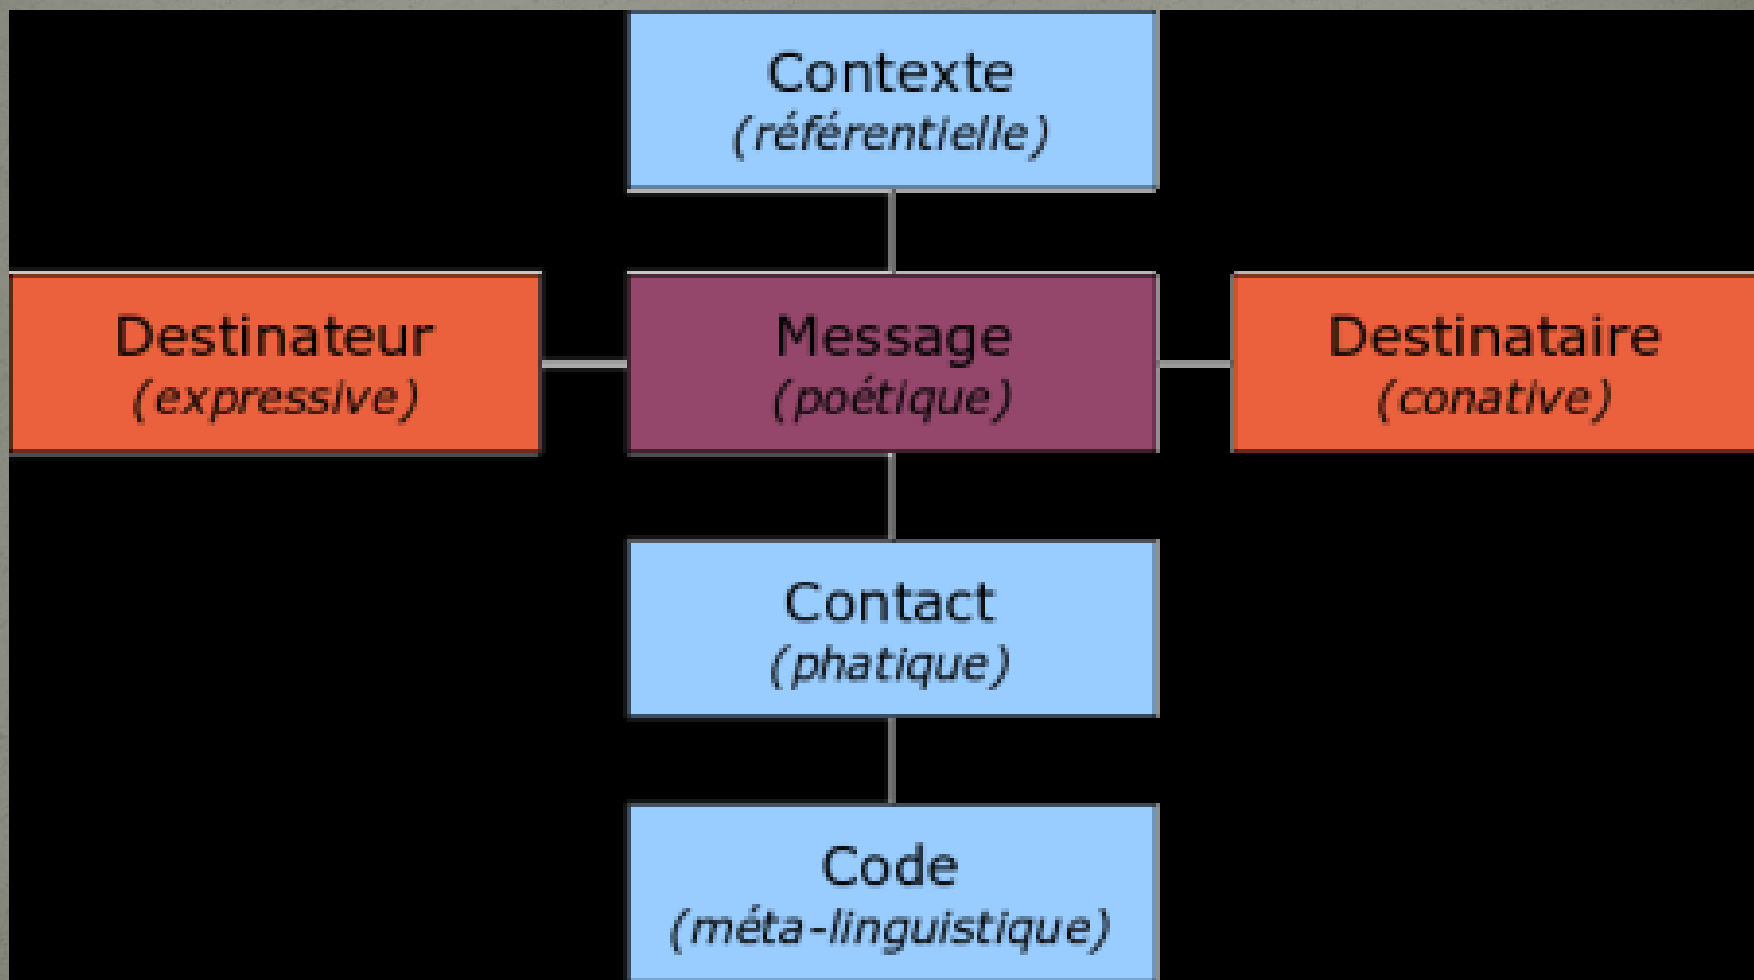 Contexte
(référentielle)
Destinateur
(expressive)
Message
(poétique)
Destinataire
(conative)
Contact
(phatique)
Code
(méta-linguistique)